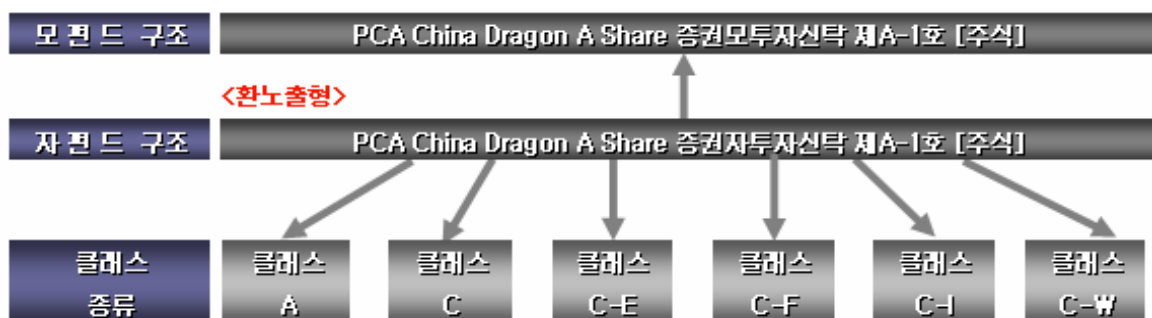 모 펀 드 구조
PCA China Dragon A Share 증권모투자신탁 제A-1호 [주식]
<환노출형>
자 펀 드 구조
PCA China Dragon A Share 증권자투자신탁 제A-1호 [주식]
클래스 종류
클래스 A
클래스 C
클래스 C-E
클래스 C-F
클래스 C-I
클래스 C-W